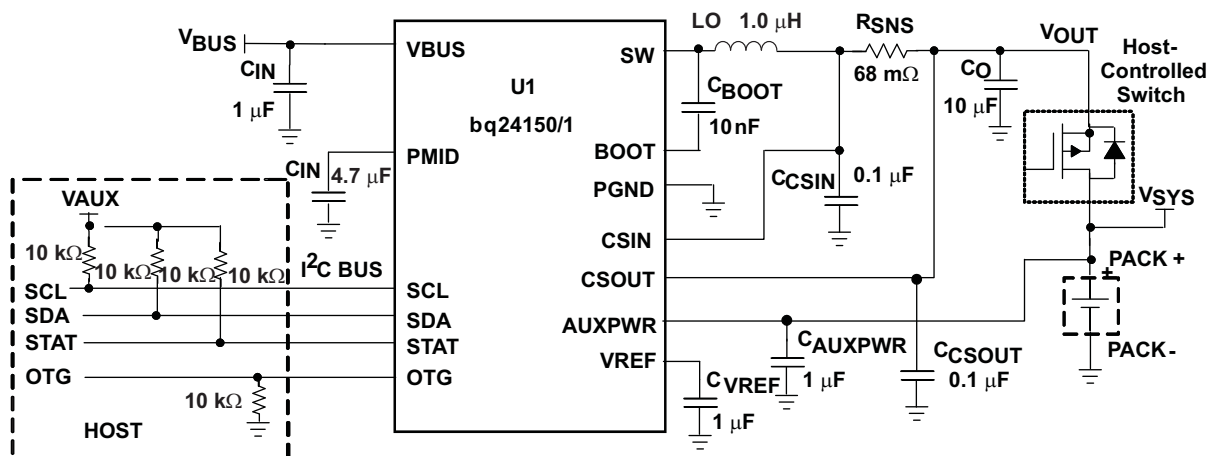 VBUS
CIN
1 μF
VBUS
U1
bq24150/1
SW
LO 1.0 μH
RSNS
68 mΩ
VOUT
Host-
Controlled
Switch
CO
10 μF
CBOOT
10nF
BOOT
PMID
CIN
4.7 μF
PGND
CCSIN
0.1 μF
CSIN
VSYS
VAUX
10 kΩ
10 kΩ
10 kΩ
10 kΩ
I2C BUS
CSOUT
PACK +
+
SCL
SCL
SDA
SDA
AUXPWR
STAT
STAT
VREF
CAUXPWR
1 μF
CCSOUT
0.1 μF
PACK-
OTG
OTG
CVREF
1 μF
10 kΩ
HOST